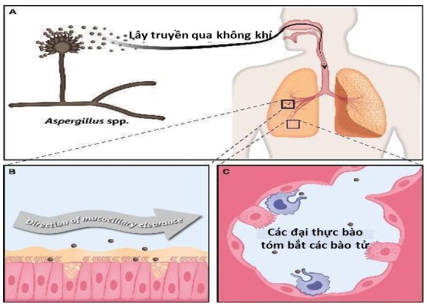 A
Lây truyền qua không khí
Aspergillus spp.
B
Direction of mucociliary clearance
C
Các đại thực bào
tóm bắt các bào tử